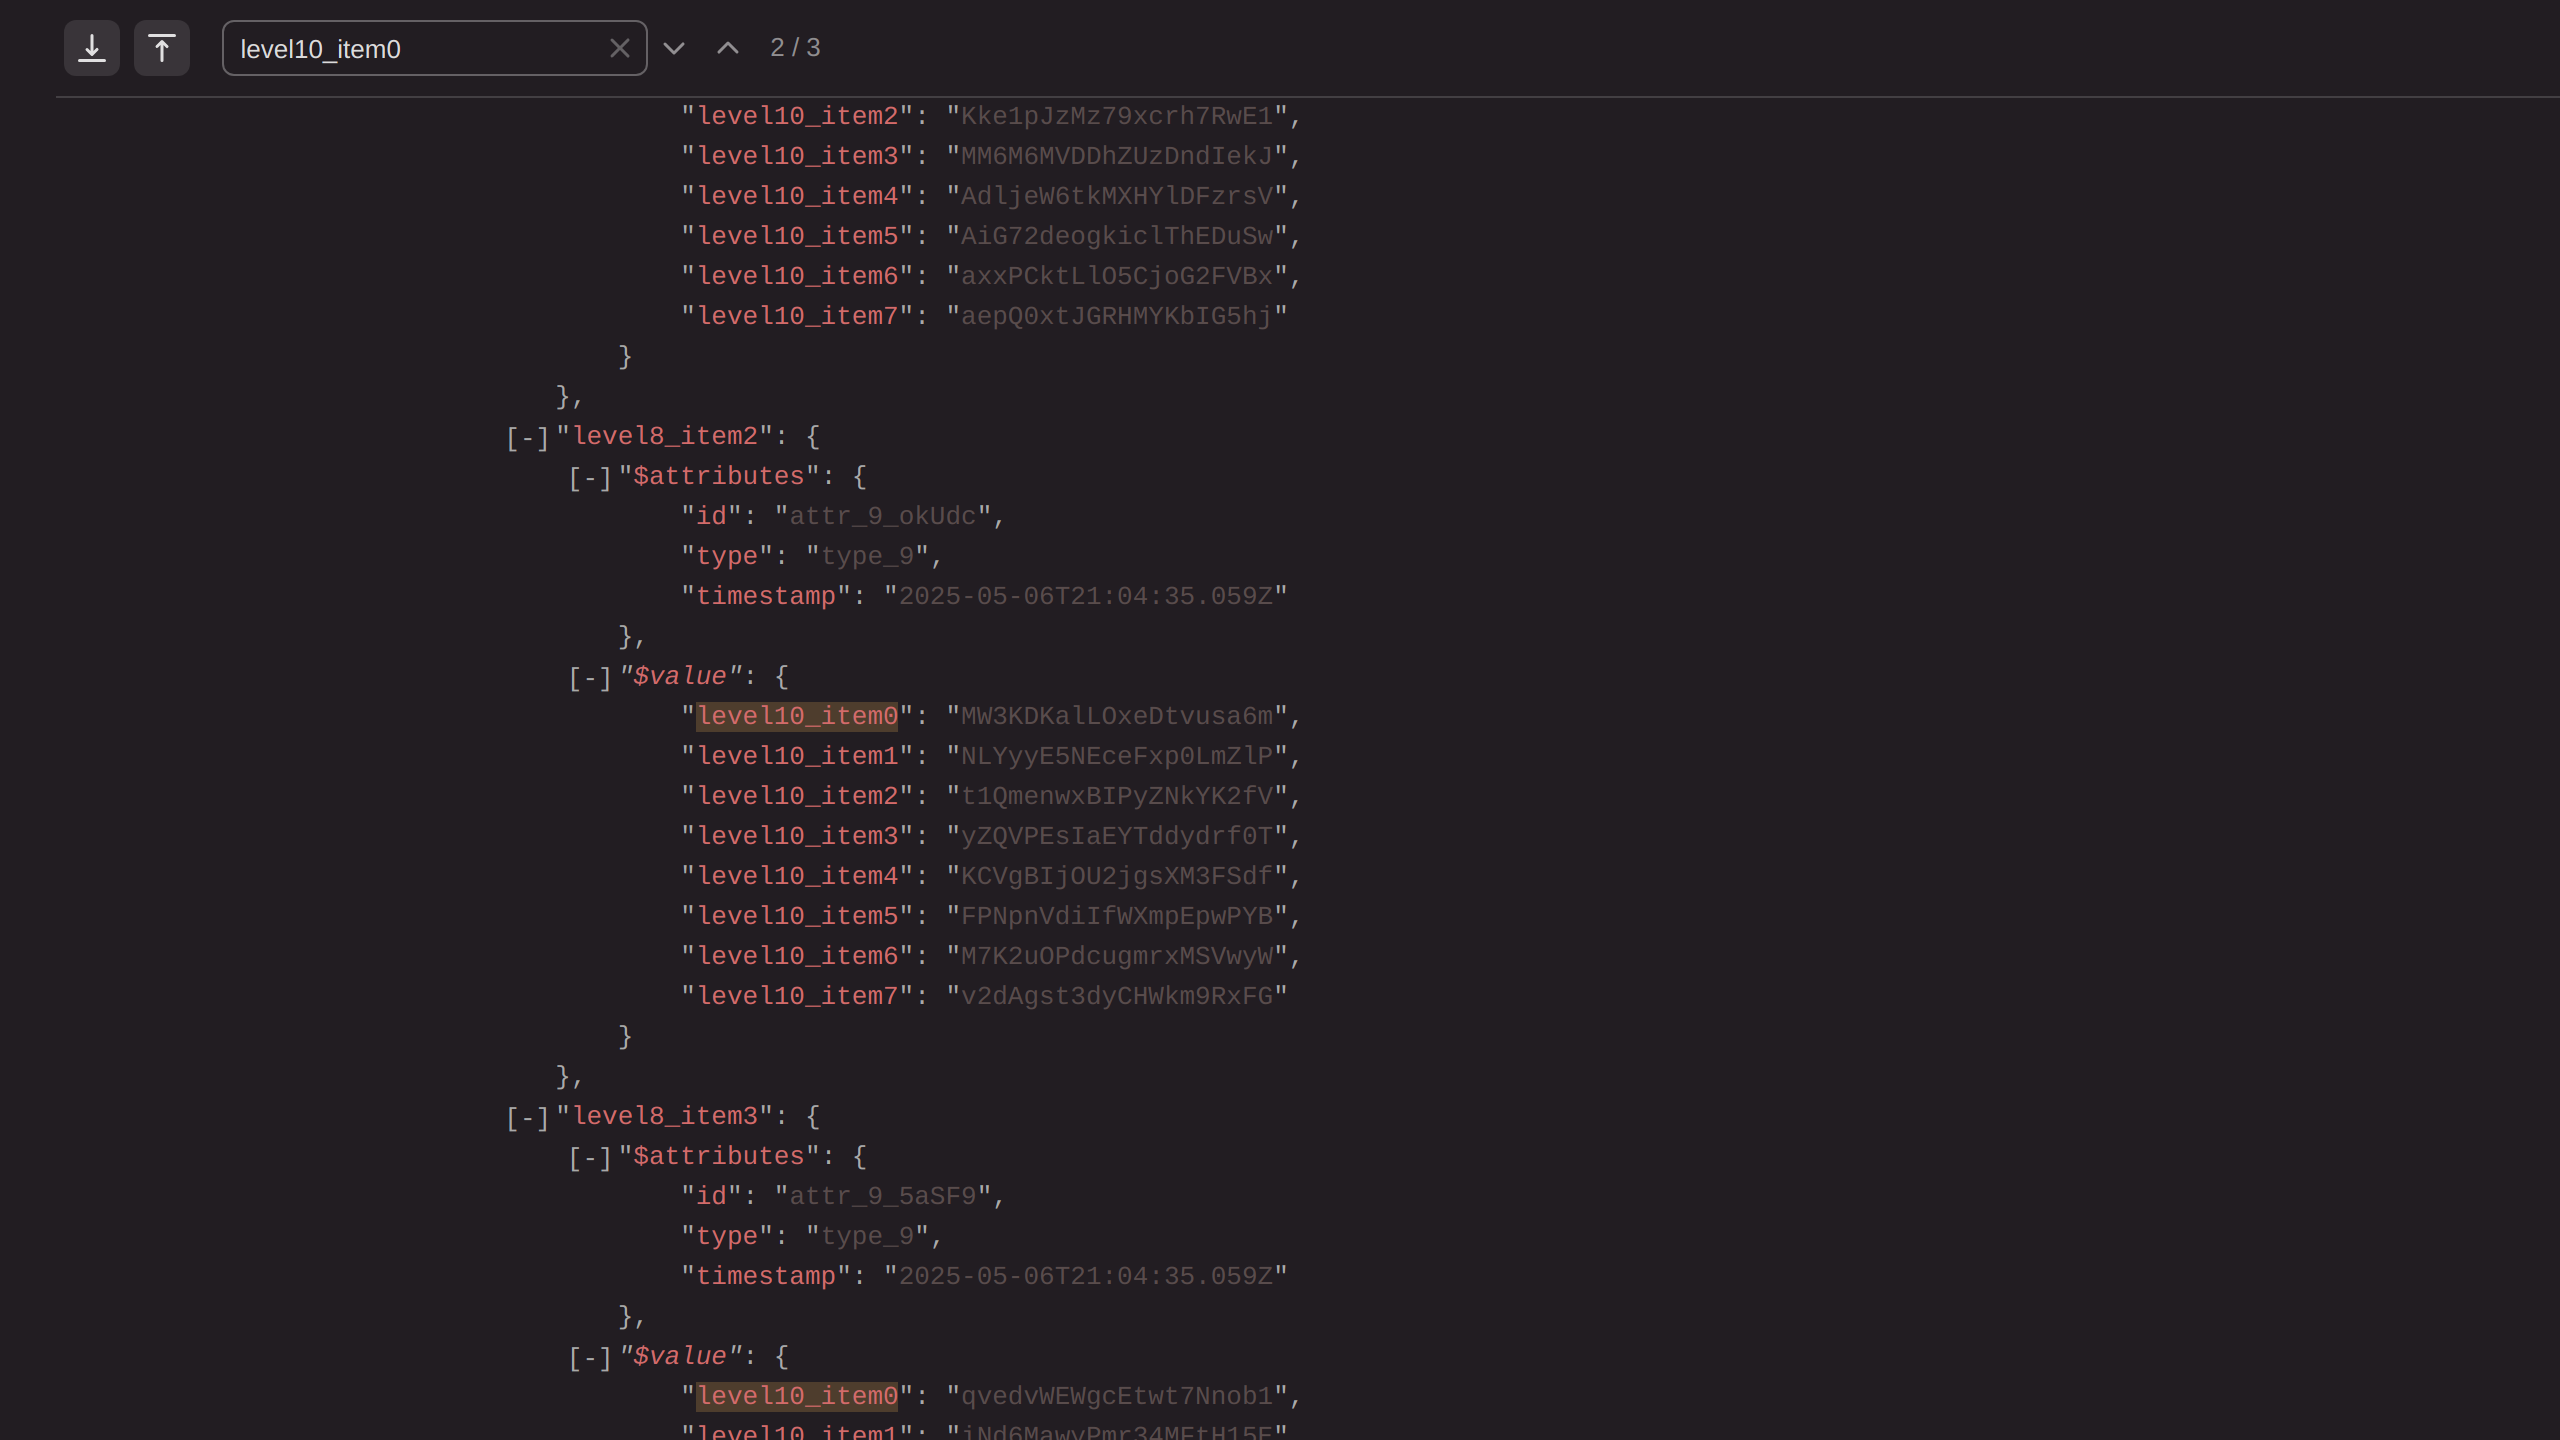 level10_item0 2 / 3
"level10_item2": "Kke1pJzMz79xcrh7RwE1",
"level10_item3": "MM6M6MVDDhZUzDndIekJ",
"level10_item4": "AdljeW6tkMXHYlDFzrsV",
"level10_item5": "AiG72deogkiclThEDuSw",
"level10_item6": "axxPCktLlO5CjoG2FVBx",
"level10_item7": "aepQ0xtJGRHMYKbIG5hj"
}
},
[-]"level8_item2": {
[-]"$attributes": {
"id": "attr_9_okUdc",
"type": "type_9",
"timestamp": "2025-05-06T21:04:35.059Z"
},
[-]"$value": {
"level10_item0": "MW3KDKalLOxeDtvusa6m",
"level10_item1": "NLYyyE5NEceFxp0LmZlP",
"level10_item2": "t1QmenwxBIPyZNkYK2fV",
"level10_item3": "yZQVPEsIaEYTddydrf0T",
"level10_item4": "KCVgBIjOU2jgsXM3FSdf",
"level10_item5": "FPNpnVdiIfWXmpEpwPYB",
"level10_item6": "M7K2uOPdcugmrxMSVwyW",
"level10_item7": "v2dAgst3dyCHWkm9RxFG"
}
},
[-]"level8_item3": {
[-]"$attributes": {
"id": "attr_9_5aSF9",
"type": "type_9",
"timestamp": "2025-05-06T21:04:35.059Z"
},
[-]"$value": {
"level10_item0": "qvedvWEWgcEtwt7Nnob1",
"level10_item1":